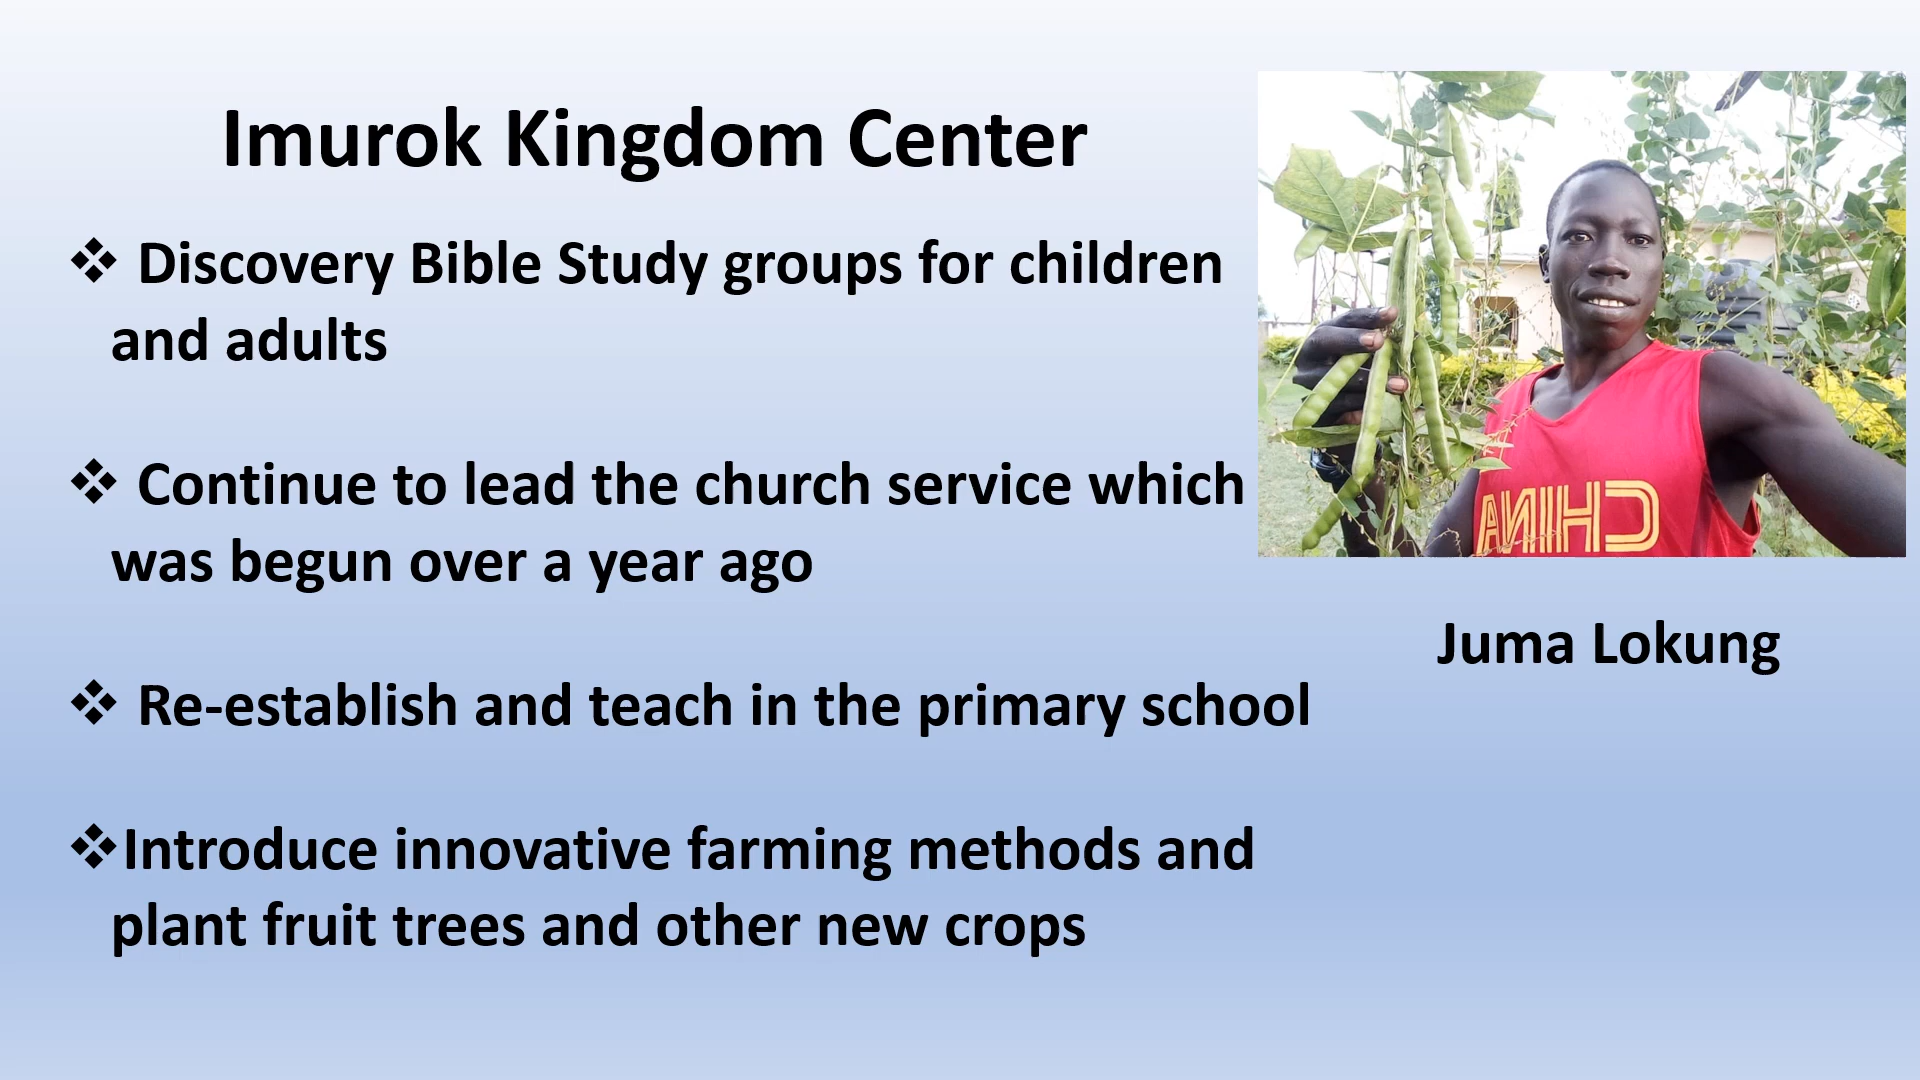 Imurok Kingdom Center
❖ Discovery Bible Study groups for children
and adults
❖ Continue to lead the church service which
was begun over a year ago
❖ Re-establish and teach in the primary school
❖Introduce innovative farming methods and
plant fruit trees and other new crops
CHINA
Juma Lokung